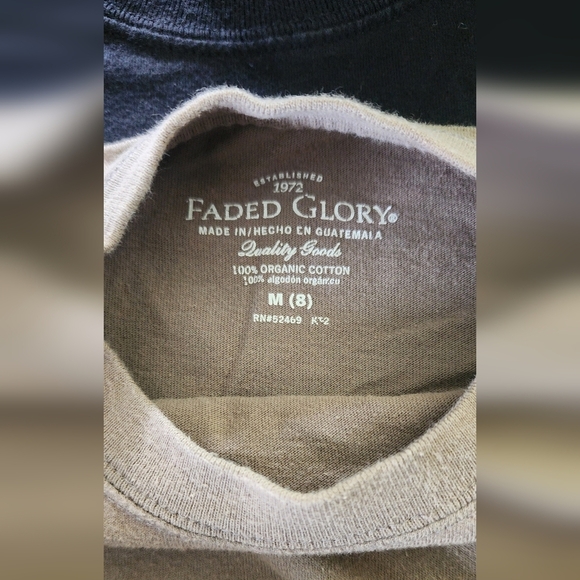 ESTABLISHED
1972
FADED GLORY®
MADE IN/HECHO EN GUATEMALA
Quality Goods
100% ORGANIC COTTON
100% algodón orgánico
M (8)
RN#52469